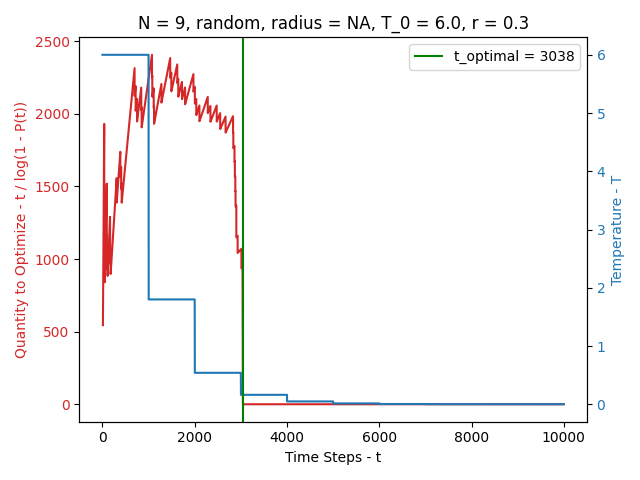 N = 9, random, radius = NA, T_0 = 6.0, r = 0.3
t_optimal = 3038
Quantity to Optimize - t / log(1 - P(t))
2500
2000
1500
1000
500
0
6
5
4
3
2
1
0
Temperature - T
0 2000 4000 6000 8000 10000
Time Steps - t